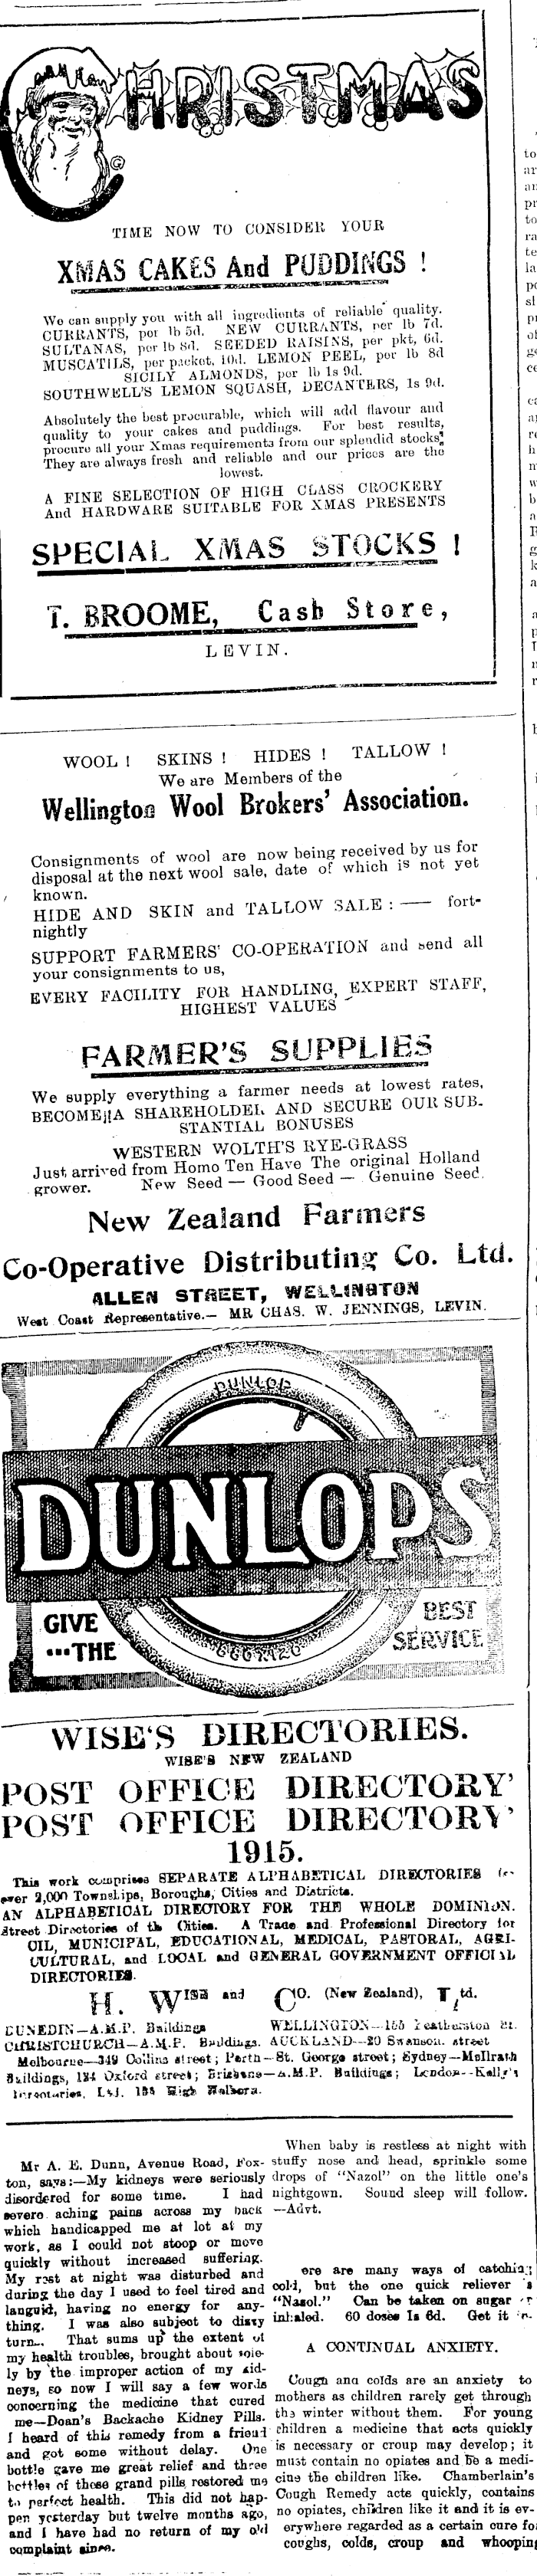 CHRISTMAS
TIME NOW TO CONSIDER YOUR
XMAS CAKES And PUDDINGS !
We can supply you with all ingredients of reliable quality.
CURRANTS, per lb 5d. NEW CURRANTS, per lb 7d.
SULTANAS, per lb 8d. SEEDED RAISINS, per pkt, 6d.
MUSCATILS, per packet, 10d. LEMON PEEL, per lb 8d
SICILY ALMONDS, per lb 1s 9d.
SOUTHWELL'S LEMON SQUASH, DECANTERS, 1s 9d.
Absolutely the best procurable, which will add flavour and
quality to your cakes and puddings. For best results,
procure all your Xmas requirements from our splendid stocks.
They are always fresh and reliable and our prices are the
lowest.
A FINE SELECTION OF HIGH CLASS CROCKERY
And HARDWARE SUITABLE FOR XMAS PRESENTS
SPECIAL XMAS STOCKS !
T. BROOME, Cash Store,
LEVIN.
WOOL ! SKINS ! HIDES ! TALLOW !
We are Members of the
Wellington Wool Brokers' Association.
Consignments of wool are now being received by us for
disposal at the next wool sale, date of which is not yet
known.
HIDE AND SKIN and TALLOW SALE : — fort-
nightly
SUPPORT FARMERS' CO-OPERATION and send all
your consignments to us,
EVERY FACILITY FOR HANDLING, EXPERT STAFF,
HIGHEST VALUES
FARMER'S SUPPLIES
We supply everything a farmer needs at lowest rates,
BECOME A SHAREHOLDER AND SECURE OUR SUB-
STANTIAL BONUSES
WESTERN WOLTH'S RYE-GRASS
Just arrived from Homo Ten Have The original Holland
grower. New Seed — Good Seed — Genuine Seed.
New Zealand Farmers
Co-Operative Distributing Co. Ltd.
ALLEN STREET, WELLINGTON
West Coast Representative.— MR CHAS. W. JENNINGS, LEVIN.
DUNLOP
DUNLOPS
GIVE
...THE
BEST
SERVICE
WISE'S DIRECTORIES.
WISE'S NEW ZEALAND
POST OFFICE DIRECTORY'
POST OFFICE DIRECTORY'
1915.
This work comprises SEPARATE ALPHABETICAL DIRECTORIES
over 2,000 Townships, Boroughs, Cities and Districts.
AN ALPHABETICAL DIRECTORY FOR THE WHOLE DOMINION.
Street Directories of the Cities. A Trade and Professional Directory for
OIL, MUNICIPAL, EDUCATIONAL, MEDICAL, PASTORAL, AGRI-
CULTURAL, and LOCAL and GENERAL GOVERNMENT OFFICIAL
DIRECTORIES.
H. WISE and CO. (New Zealand), Ltd.
DUNEDIN—A.M.P. Buildings WELLINGTON—155 Featherston St.
CHRISTCHURCH—A.M.P. Buildings. AUCKLAND—20 Swanson street
Melbourne—349 Collins street; Perth—St. George street; Sydney—McIlrath
Buildings, 124 Oxford street; Brisbane—A.M.P. Buildings; London—Kelly's
Ltd. High
Mr A. E. Dunn, Avenue Road, Fox-
ton, says:—My kidneys were seriously
disordered for some time. I had
severe aching pains across my back
which handicapped me at lot at my
work, as I could not stoop or move
quickly without increased suffering.
My rest at night was disturbed and
during the day I used to feel tired and
languid, having no energy for any-
thing. I was also subject to dizzy
turn... That sums up the extent of
my health troubles, brought about sole-
ly by the improper action of my kid-
neys, so now I will say a few words
concerning the medicine that cured
me—Doan's Backache Kidney Pills.
I heard of this remedy from a friend
and got some without delay. One
bottle gave me great relief and three
bottles of these grand pills restored me
to perfect health. This did not hap-
pen yesterday but twelve months ago,
and I have had no return of my old
complaint since.
When baby is restless at night with
stuffy nose and head, sprinkle some
drops of "Nazol" on the little one's
nightgown. Sound sleep will follow.
—Advt.
ere are many ways of catching
cold, but the one quick reliever 's
"Nazol." Can be taken on sugar or
inhaled. 60 doses 1s 6d. Get it
A CONTINUAL ANXIETY.
Cough and colds are an anxiety to
mothers as children rarely get through
the winter without them. For young
children a medicine that acts quickly
is necessary or croup may develop; it
must contain no opiates and be a medi-
cine the children like. Chamberlain's
Cough Remedy acts quickly, contains
no opiates, children like it and it is ev-
erywhere regarded as a certain cure fo
coughs, colds, croup and whooping